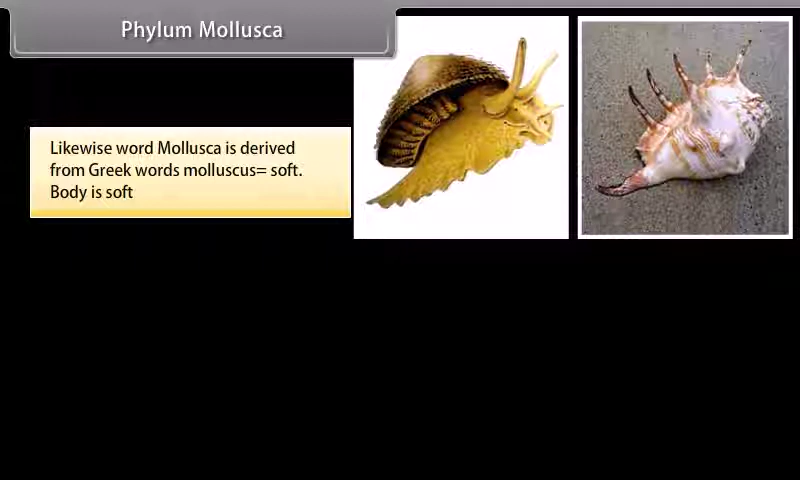 Phylum Mollusca
Likewise word Mollusca is derived
from Greek words molluscus= soft.
Body is soft